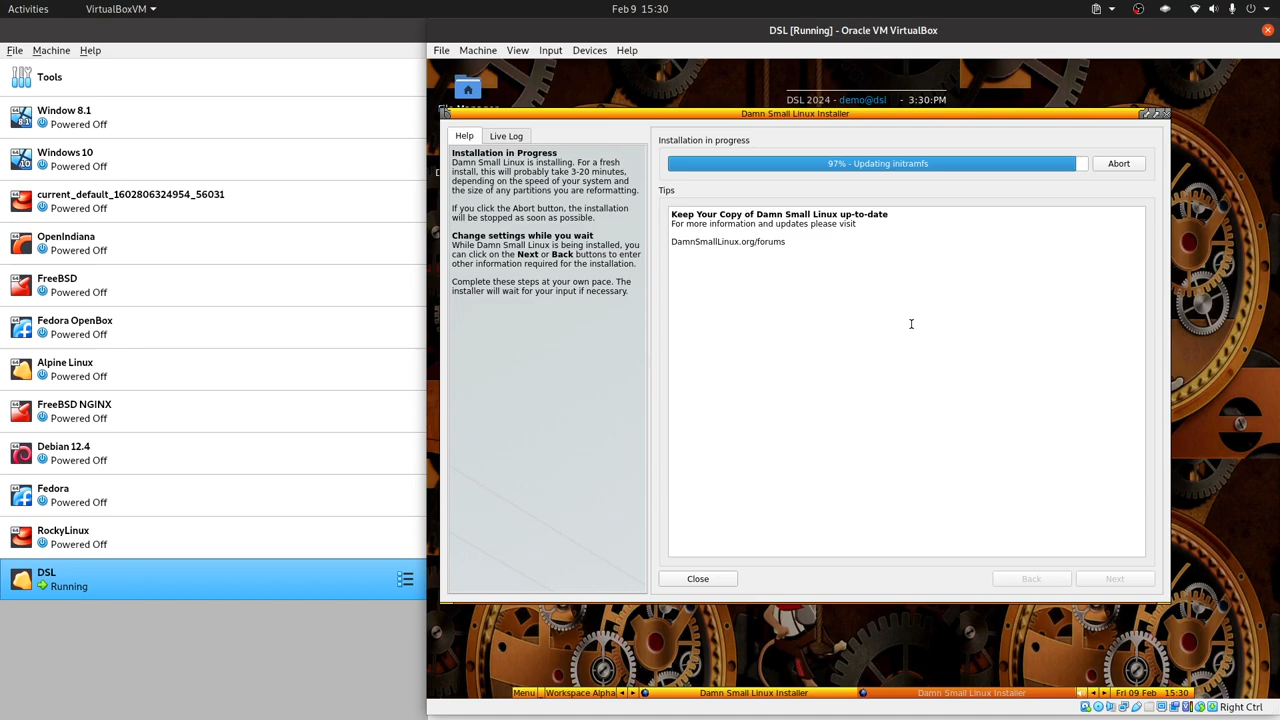 Activities
VirtualBoxVM
Feb 9 15:30
File Machine Help
Tools
Window 8.1
Powered Off
Windows 10
Powered Off
current_default_1602806324954_56031
Powered Off
OpenIndiana
Powered Off
FreeBSD
Powered Off
Fedora OpenBox
Powered Off
Alpine Linux
Powered Off
FreeBSD NGINX
Powered Off
Debian 12.4
Powered Off
Fedora
Powered Off
RockyLinux
Powered Off
DSL
Running
DSL [Running] - Oracle VM VirtualBox
File Machine View Input Devices Help
DSL 2024 - demo@dsl - 3:30:PM
Damn Small Linux Installer
Help Live Log
Installation in Progress
Damn Small Linux is installing. For a fresh
install, this will probably take 3-20 minutes,
depending on the speed of your system and
the size of any partitions you are reformatting.
If you click the Abort button, the installation
will be stopped as soon as possible.
Change settings while you wait
While Damn Small Linux is being installed, you
can click on the Next or Back buttons to enter
other information required for the installation.
Complete these steps at your own pace. The
installer will wait for your input if necessary.
Installation in progress
97% - Updating initramfs
Abort
Tips
Keep Your Copy of Damn Small Linux up-to-date
For more information and updates please visit
DamnSmallLinux.org/forums
Close
Back
Next
Menu
Workspace Alpha
Damn Small Linux Installer
Damn Small Linux Installer
Fri 09 Feb 15:30
Right Ctrl